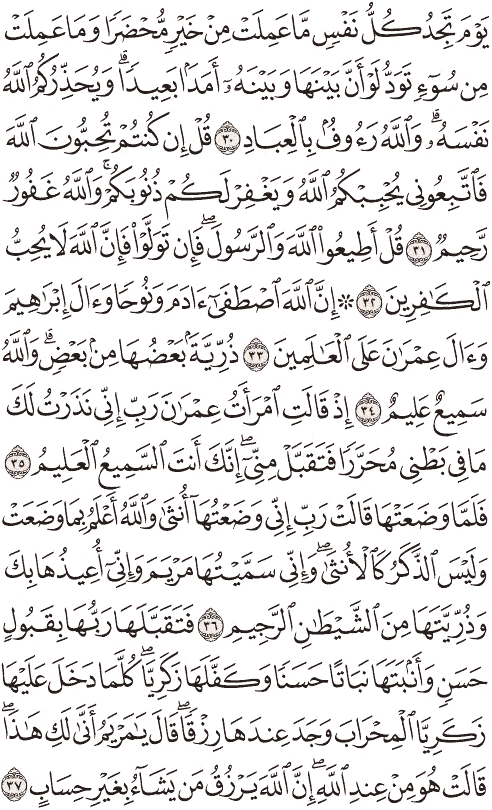 يَوْمَ تَجِدُ كُلُّ نَفْسٍ مَّا عَمِلَتْ مِنْ خَيْرٍ مُّحْضَرًا وَمَا عَمِلَتْ
مِن سُوٓءٍ تَوَدُّ لَوْ أَنَّ بَيْنَهَا وَبَيْنَهُۥٓ أَمَدَۢا بَعِيدًاۗ وَيُحَذِّرُكُمُ ٱللَّهُ
نَفْسَهُۥۗ وَٱللَّهُ رَءُوفُۢ بِٱلْعِبَادِ ٣٠ قُلْ إِن كُنتُمْ تُحِبُّونَ ٱللَّهَ
فَٱتَّبِعُونِى يُحْبِبْكُمُ ٱللَّهُ وَيَغْفِرْ لَكُمْ ذُنُوبَكُمْۚ وَٱللَّهُ غَفُورٌ
رَّحِيمٌ ٣١ قُلْ أَطِيعُوا۟ ٱللَّهَ وَٱلرَّسُولَۖ فَإِن تَوَلَّوْا۟ فَإِنَّ ٱللَّهَ لَا يُحِبُّ
ٱلْكَٰفِرِينَ ٣٢ ۞ إِنَّ ٱللَّهَ ٱصْطَفَىٰٓ ءَادَمَ وَنُوحًا وَءَالَ إِبْرَٰهِيمَ
وَءَالَ عِمْرَٰنَ عَلَى ٱلْعَٰلَمِينَ ٣٣ ذُرِّيَّةَۢ بَعْضُهَا مِنۢ بَعْضٍۗ وَٱللَّهُ
سَمِيعٌ عَلِيمٌ ٣٤ إِذْ قَالَتِ ٱمْرَأَتُ عِمْرَٰنَ رَبِّ إِنِّى نَذَرْتُ لَكَ
مَا فِى بَطْنِى مُحَرَّرًا فَتَقَبَّلْ مِنِّىٓۖ إِنَّكَ أَنتَ ٱلسَّمِيعُ ٱلْعَلِيمُ ٣٥
فَلَمَّا وَضَعَتْهَا قَالَتْ رَبِّ إِنِّى وَضَعْتُهَآ أُنثَىٰ وَٱللَّهُ أَعْلَمُ بِمَا وَضَعَتْ
وَلَيْسَ ٱلذَّكَرُ كَٱلْأُنثَىٰۖ وَإِنِّى سَمَّيْتُهَا مَرْيَمَ وَإِنِّىٓ أُعِيذُهَا بِكَ
وَذُرِّيَّتَهَا مِنَ ٱلشَّيْطَٰنِ ٱلرَّجِيمِ ٣٦ فَتَقَبَّلَهَا رَبُّهَا بِقَبُولٍ
حَسَنٍ وَأَنۢبَتَهَا نَبَاتًا حَسَنًا وَكَفَّلَهَا زَكَرِيَّاۖ كُلَّمَا دَخَلَ عَلَيْهَا
زَكَرِيَّا ٱلْمِحْرَابَ وَجَدَ عِندَهَا رِزْقًاۖ قَالَ يَٰمَرْيَمُ أَنَّىٰ لَكِ هَٰذَاۖ
قَالَتْ هُوَ مِنْ عِندِ ٱللَّهِۖ إِنَّ ٱللَّهَ يَرْزُقُ مَن يَشَآءُ بِغَيْرِ حِسَابٍ ٣٧